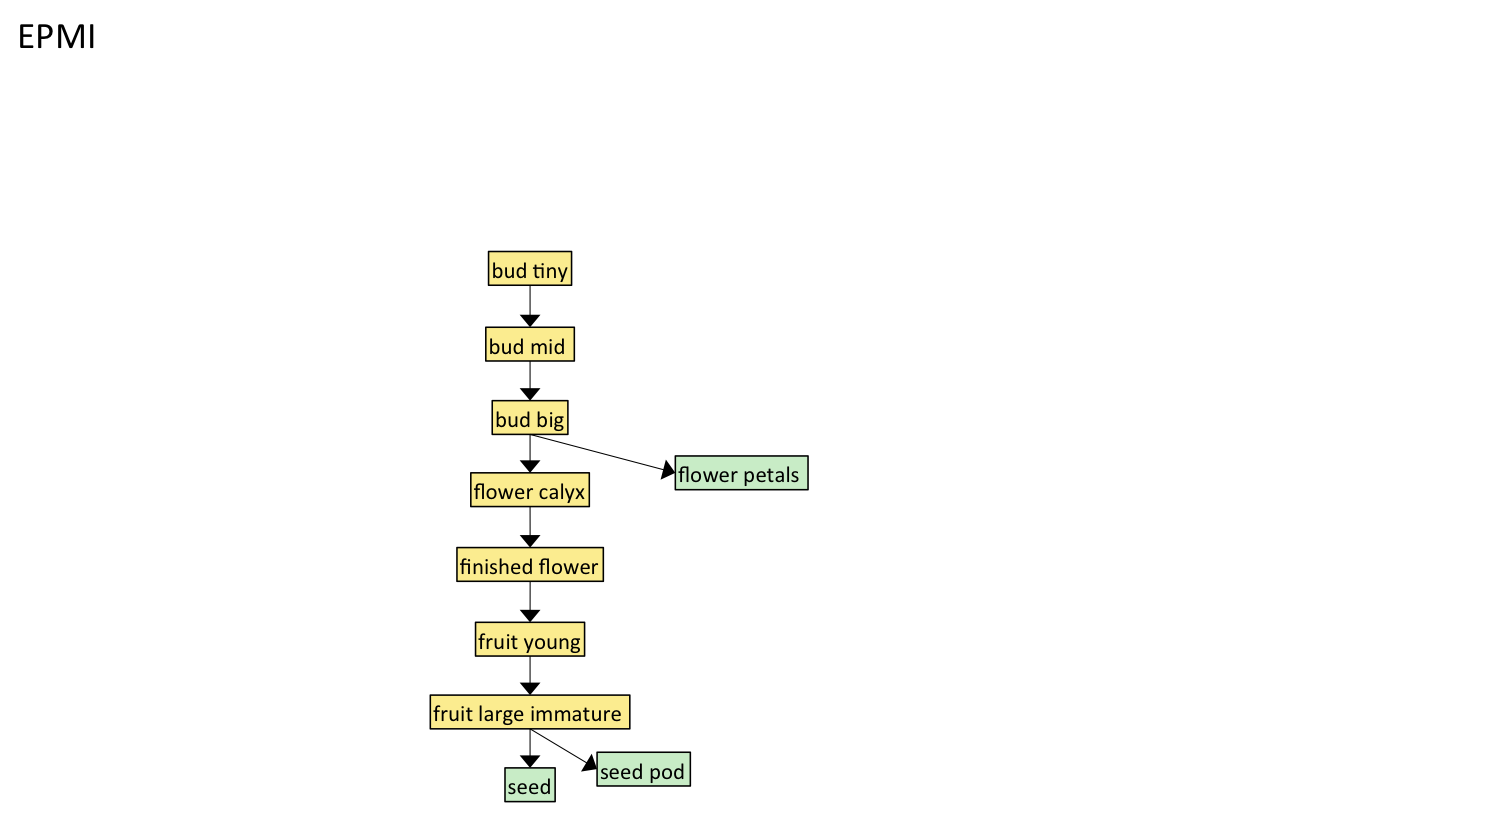 EPMI
bud tiny
bud mid
bud big
flower petals
flower calyx
finished flower
fruit young
fruit large immature
seed pod
seed